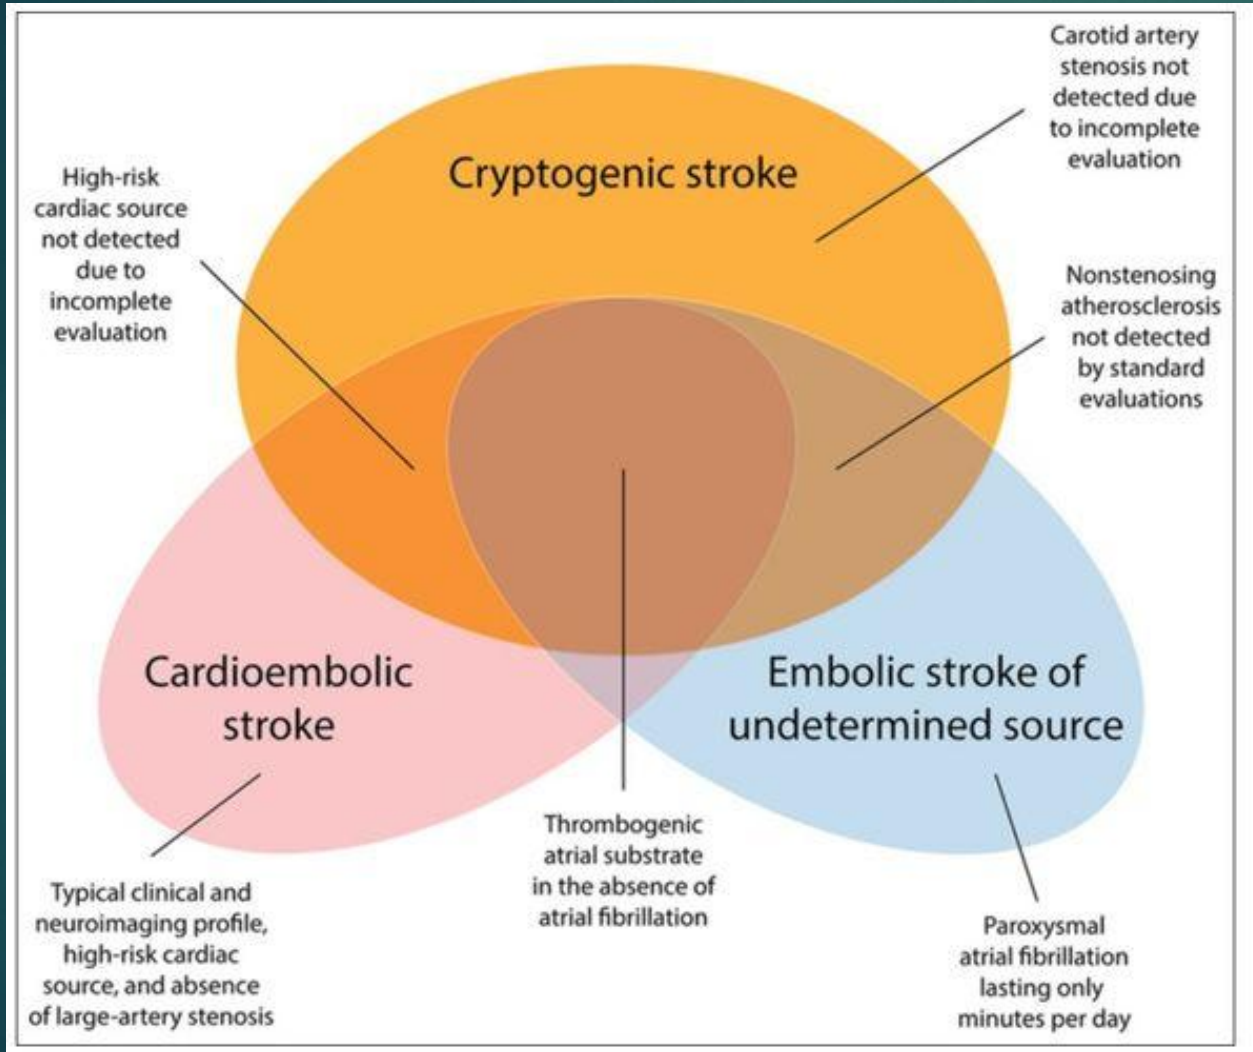 Carotid artery
stenosis not
detected due
to incomplete
evaluation
Cryptogenic stroke
High-risk
cardiac source
not detected
due to
incomplete
evaluation
Nonstenosing
atherosclerosis
not detected
by standard
evaluations
Cardioembolic
stroke
Embolic stroke of
undetermined source
Thrombogenic
atrial substrate
in the absence of
atrial fibrillation
Typical clinical and
neuroimaging profile,
high-risk cardiac
source, and absence
of large-artery stenosis
Paroxysmal
atrial fibrillation
lasting only
minutes per day